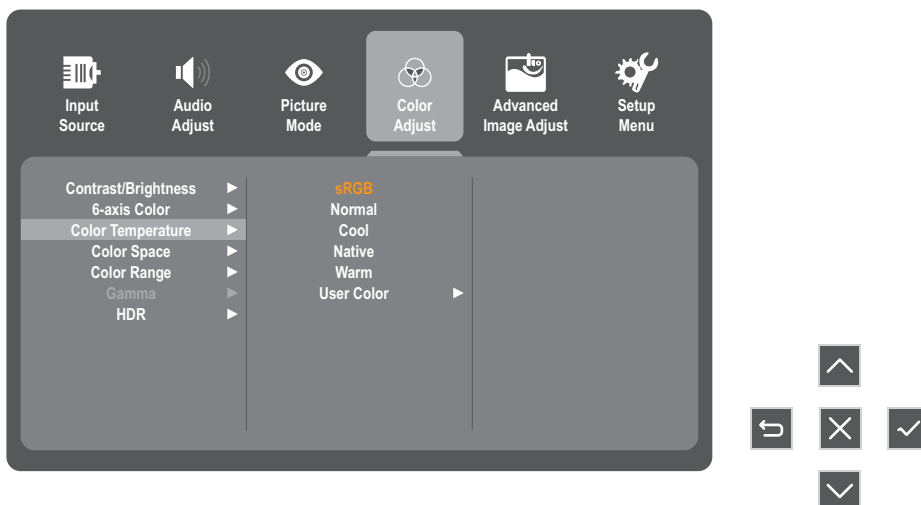 Input
Source
Audio
Adjust
Picture
Mode
Color
Adjust
Advanced
Image Adjust
Setup
Menu
Contrast/Brightness
6-axis Color
Color Temperature
Color Space
Color Range
Gamma
HDR
sRGB
Normal
Cool
Native
Warm
User Color